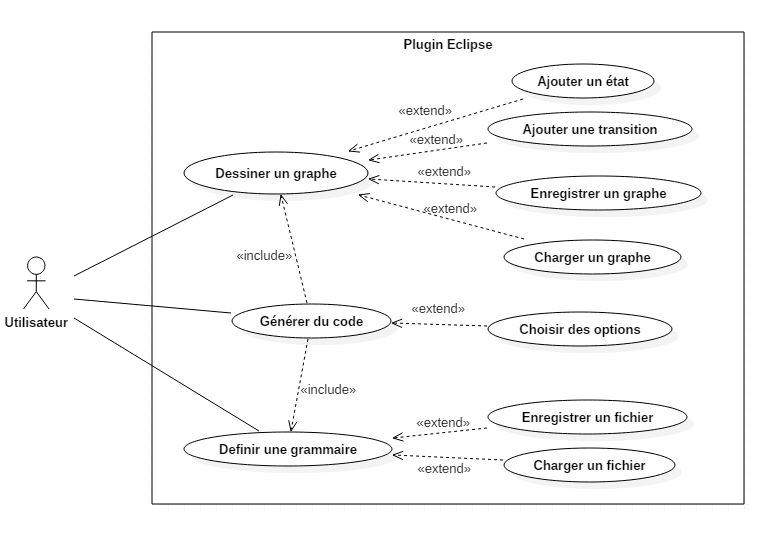 Plugin Eclipse
Ajouter un état
«extend»
Ajouter une transition
«extend»
Dessiner un graphe
«extend»
Enregistrer un graphe
«extend»
Charger un graphe
«include»
Utilisateur
Générer du code
«extend»
Choisir des options
«include»
Enregistrer un fichier
«extend»
Definir une grammaire
Charger un fichier
«extend»